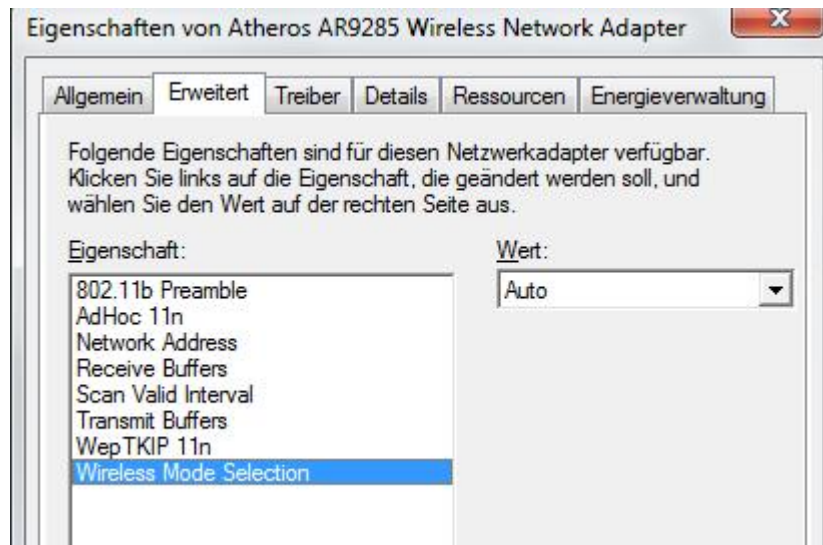 Eigenschaften von Atheros AR9285 Wireless Network Adapter
Allgemein Erweitert Treiber Details Ressourcen Energieverwaltung
Folgende Eigenschaften sind für diesen Netzwerkadapter verfügbar.
Klicken Sie links auf die Eigenschaft, die geändert werden soll, und
wählen Sie den Wert auf der rechten Seite aus.
Eigenschaft: Wert:
802.11b Preamble Auto
AdHoc 11n
Network Address
Receive Buffers
Scan Valid Interval
Transmit Buffers
WepTKIP 11n
Wireless Mode Selection